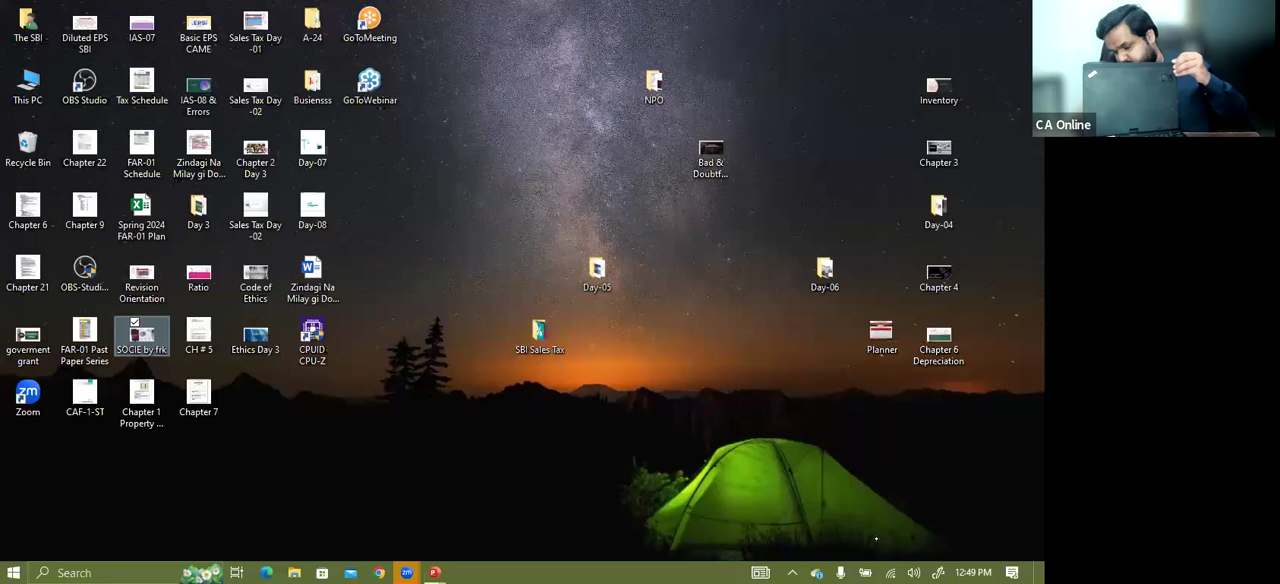 The SBI
Diluted EPS
SBI
IAS-07
Basic EPS
CAME
Sales Tax Day
-01
A-24
GoToMeeting
This PC
OBS Studio
Tax Schedule
IAS-08 &
Errors
Sales Tax Day
-02
Busiensss
GoToWebinar
NPO
Inventory
Recycle Bin
Chapter 22
FAR-01
Schedule
Zindagi Na
Milay gi Do...
Chapter 2
Day 3
Day-07
Bad &
Doubtf...
Chapter 3
Chapter 6
Chapter 9
Spring 2024
FAR-01 Plan
Day 3
Sales Tax Day
-02
Day-08
Day-04
Chapter 21
OBS-Studi...
Revision
Orientation
Ratio
Code of
Ethics
Zindagi Na
Milay gi Do...
Day-05
Day-06
Chapter 4
goverment
grant
FAR-01 Past
Paper Series
SOCIE by frk
CH # 5
Ethics Day 3
CPUID
CPU-Z
SBI Sales Tax
Planner
Chapter 6
Depreciation
Zoom
CAF-1-ST
Chapter 1
Property ...
Chapter 7
CA Online
Search
12:49 PM